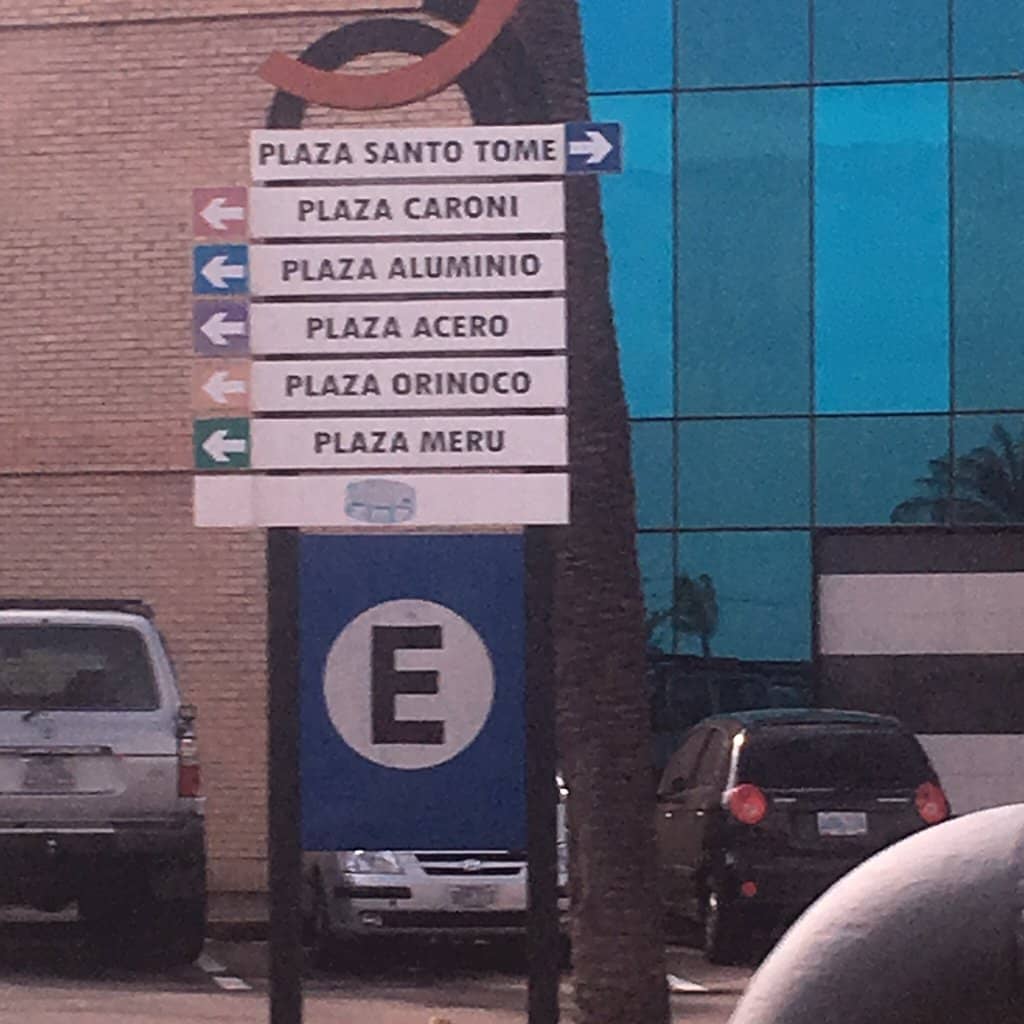 PLAZA SANTO TOME
PLAZA CARONI
PLAZA ALUMINIO
PLAZA ACERO
PLAZA ORINOCO
PLAZA MERU
E